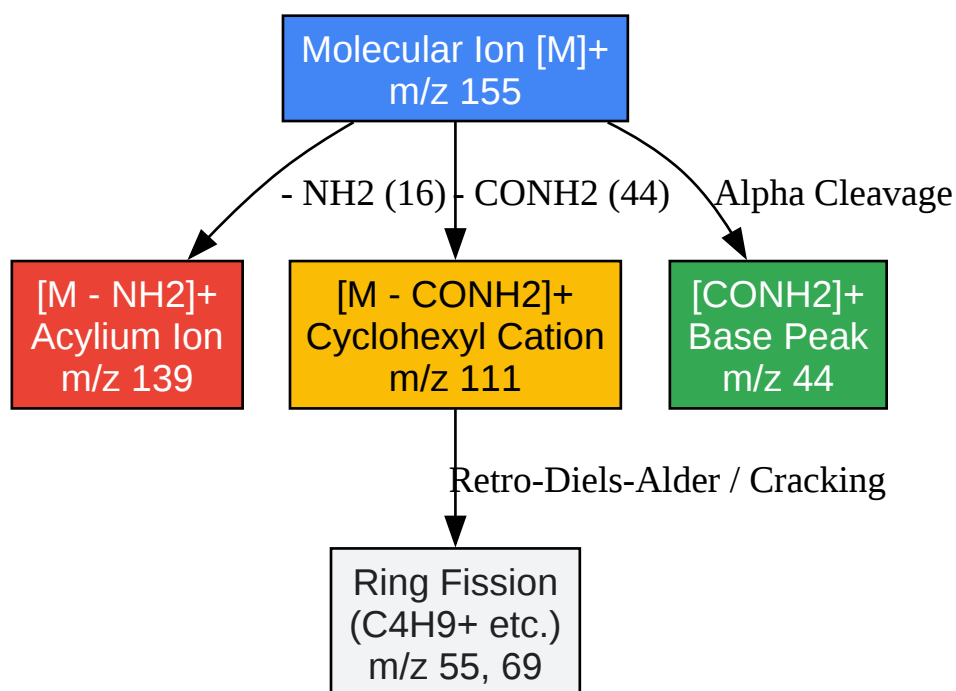 Molecular Ion [M]+
m/z 155
- NH2 (16)
- CONH2 (44)
Alpha Cleavage
[M - NH2]+
Acylium Ion
m/z 139
[M - CONH2]+
Cyclohexyl Cation
m/z 111
[CONH2]+
Base Peak
m/z 44
Retro-Diels-Alder / Cracking
Ring Fission
(C4H9+ etc.)
m/z 55, 69